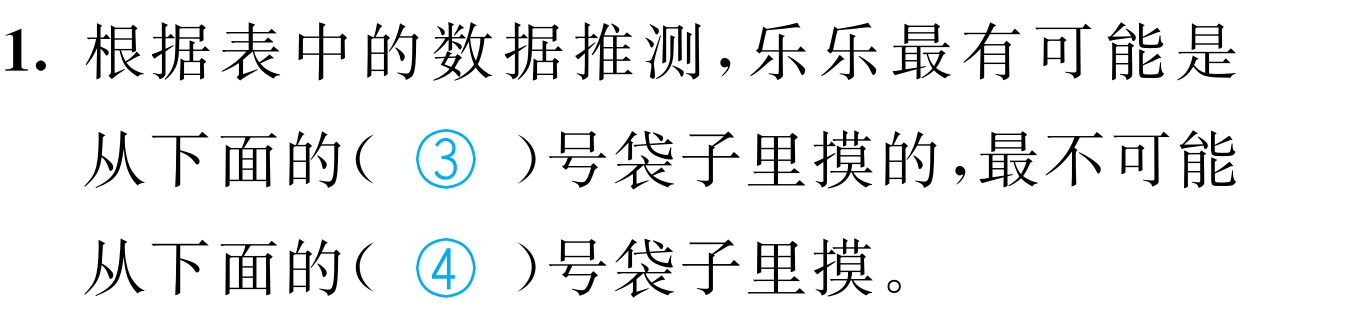 1. 根据表中的数据推测,乐乐最有可能是
从下面的( ③ )号袋子里摸的,最不可能
从下面的( ④ )号袋子里摸。